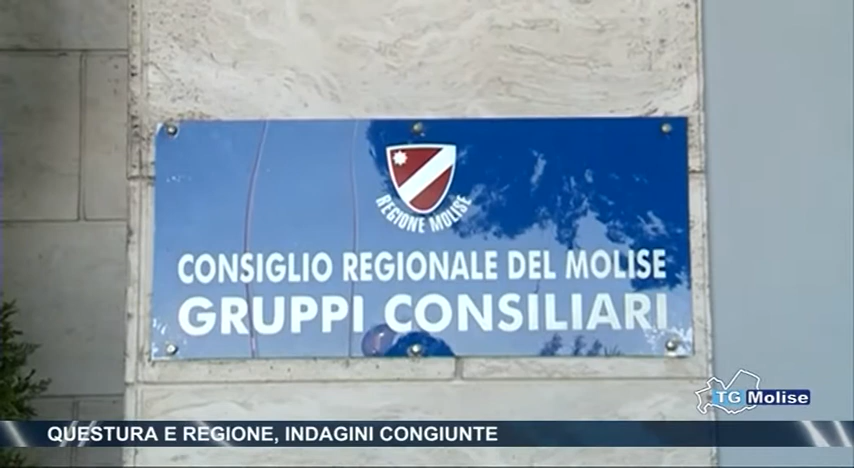 REGIONE MOLISE
CONSIGLIO REGIONALE DEL MOLISE
GRUPPI CONSILIARI
TG Molise
QUESTURA E REGIONE, INDAGINI CONGIUNTE